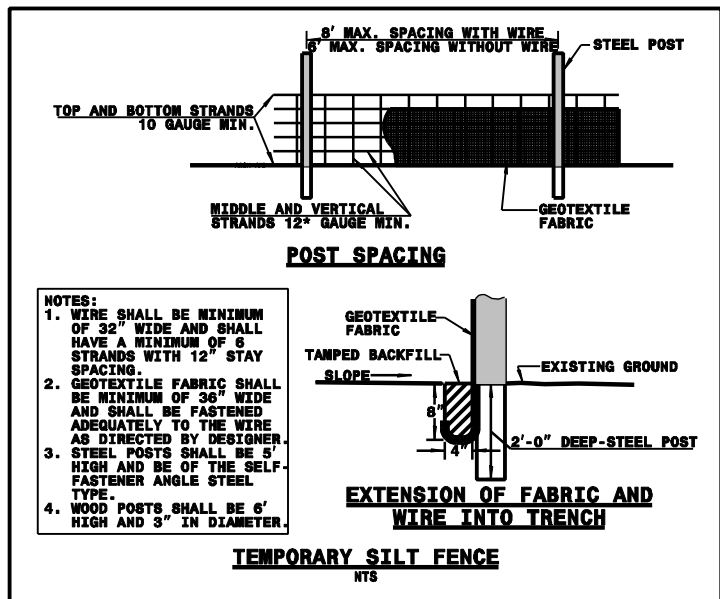 8' MAX. SPACING WITH WIRE
6' MAX. SPACING WITHOUT WIRE
STEEL POST
TOP AND BOTTOM STRANDS
10 GAUGE MIN.
MIDDLE AND VERTICAL
STRANDS 12* GAUGE MIN.
GEOTEXTILE
FABRIC
POST SPACING
NOTES:
1. WIRE SHALL BE MINIMUM
OF 32" WIDE AND SHALL
HAVE A MINIMUM OF 6
STRANDS WITH 12" STAY
SPACING.
2. GEOTEXTILE FABRIC SHALL
BE MINIMUM OF 36" WIDE
AND SHALL BE FASTENED
ADEQUATELY TO THE WIRE
AS DIRECTED BY DESIGNER.
3. STEEL POSTS SHALL BE 5'
HIGH AND BE OF THE SELF-
FASTENER ANGLE STEEL
TYPE.
4. WOOD POSTS SHALL BE 6'
HIGH AND 3" IN DIAMETER.
GEOTEXTILE
FABRIC
TAMPED BACKFILL
SLOPE
EXISTING GROUND
8"
4"
2'-0" DEEP-STEEL POST
EXTENSION OF FABRIC AND
WIRE INTO TRENCH
TEMPORARY SILT FENCE
NTS